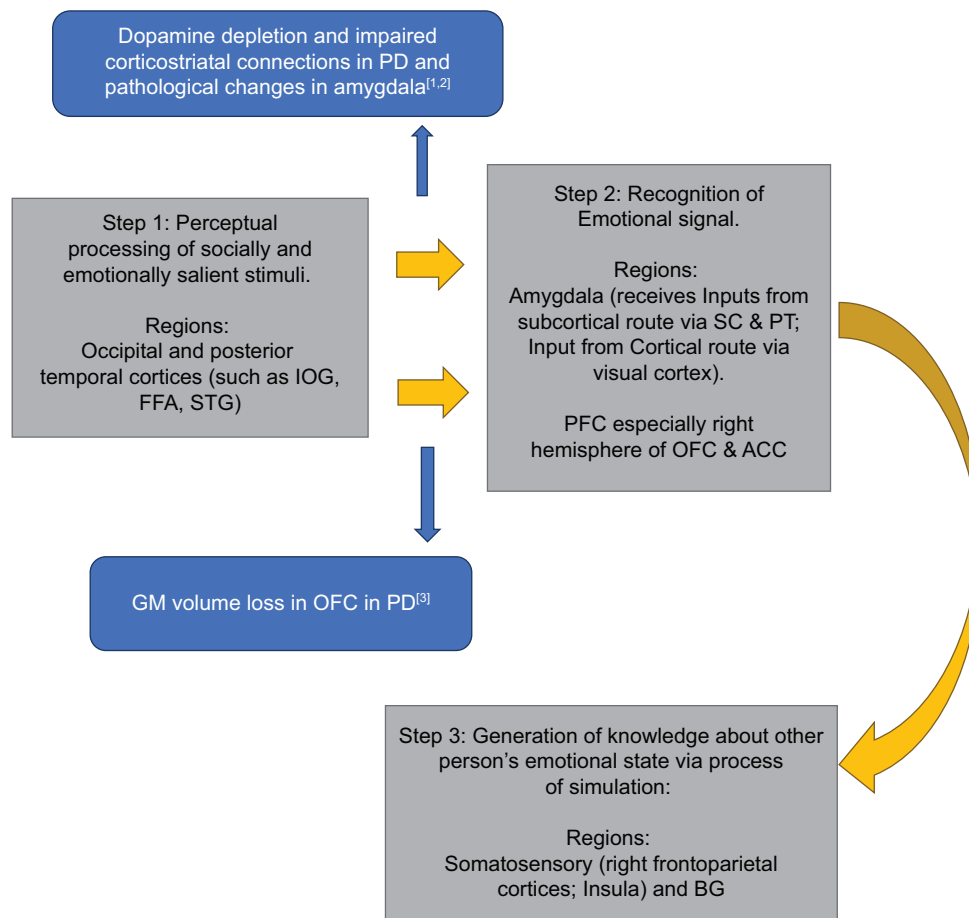 Dopamine depletion and impaired
corticostriatal connections in PD and
pathological changes in amygdala[1,2]
Step 1: Perceptual
processing of socially and
emotionally salient stimuli.
Regions:
Occipital and posterior
temporal cortices (such as IOG,
FFA, STG)
Step 2: Recognition of
Emotional signal.
Regions:
Amygdala (receives Inputs from
subcortical route via SC & PT;
Input from Cortical route via
visual cortex).
PFC especially right
hemisphere of OFC & ACC
GM volume loss in OFC in PD[3]
Step 3: Generation of knowledge about other
person’s emotional state via process
of simulation:
Regions:
Somatosensory (right frontoparietal
cortices; Insula) and BG